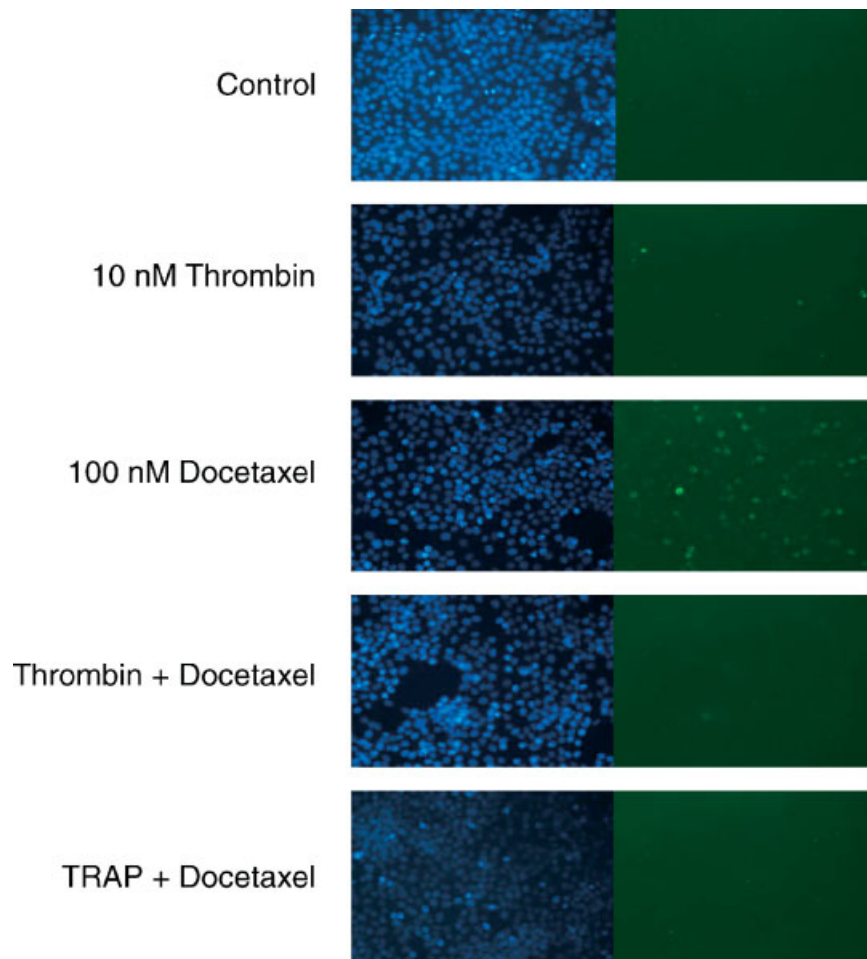 Control
10 nM Thrombin
100 nM Docetaxel
Thrombin + Docetaxel
TRAP + Docetaxel